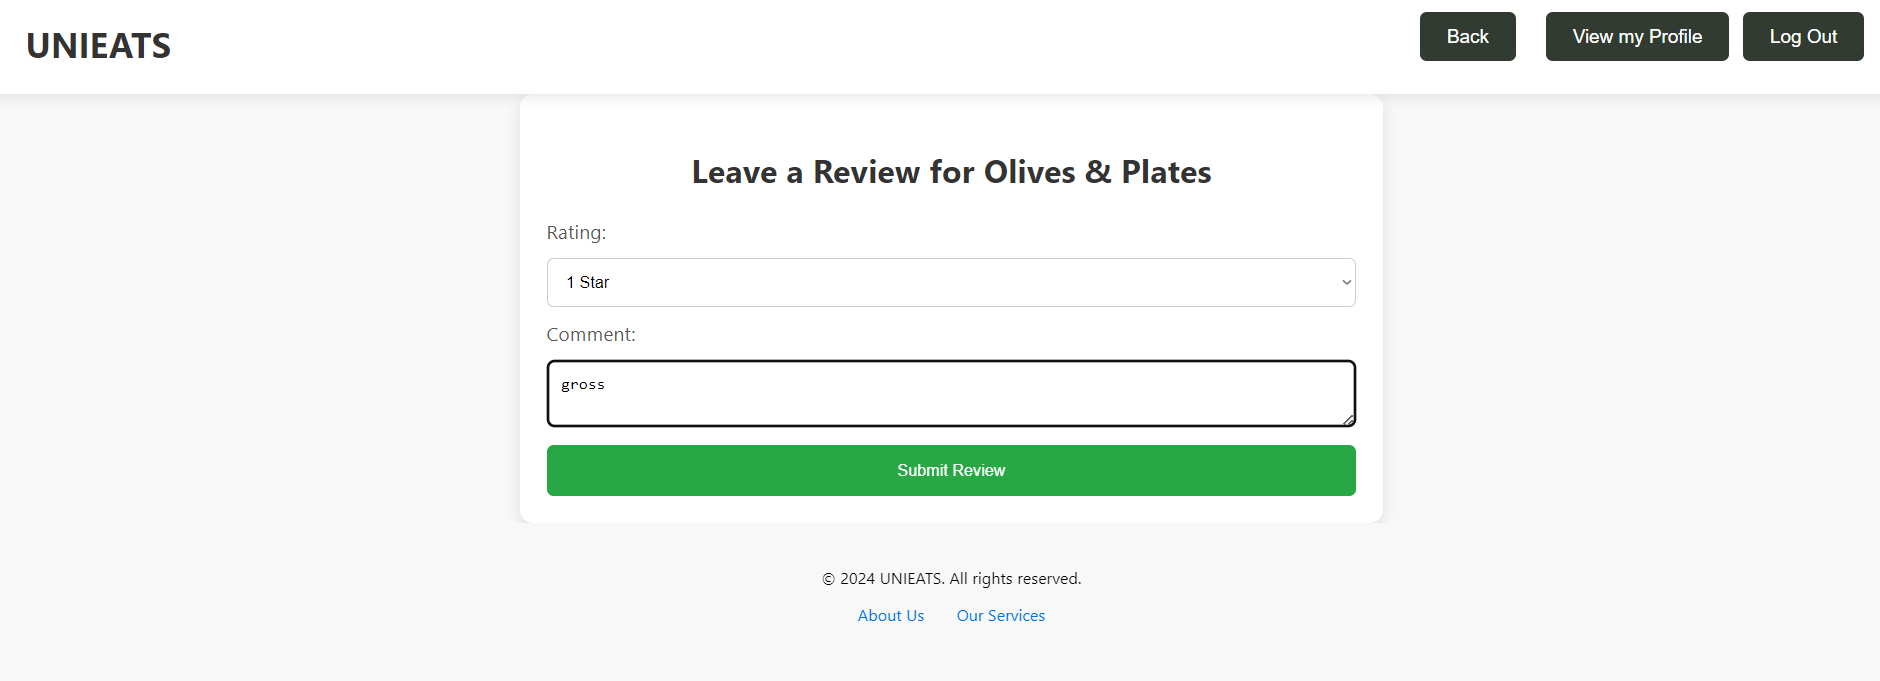 UNIEATS
Back
View my Profile
Log Out
Leave a Review for Olives & Plates
Rating:
1 Star
Comment:
gross
Submit Review
© 2024 UNIEATS. All rights reserved.
About Us
Our Services